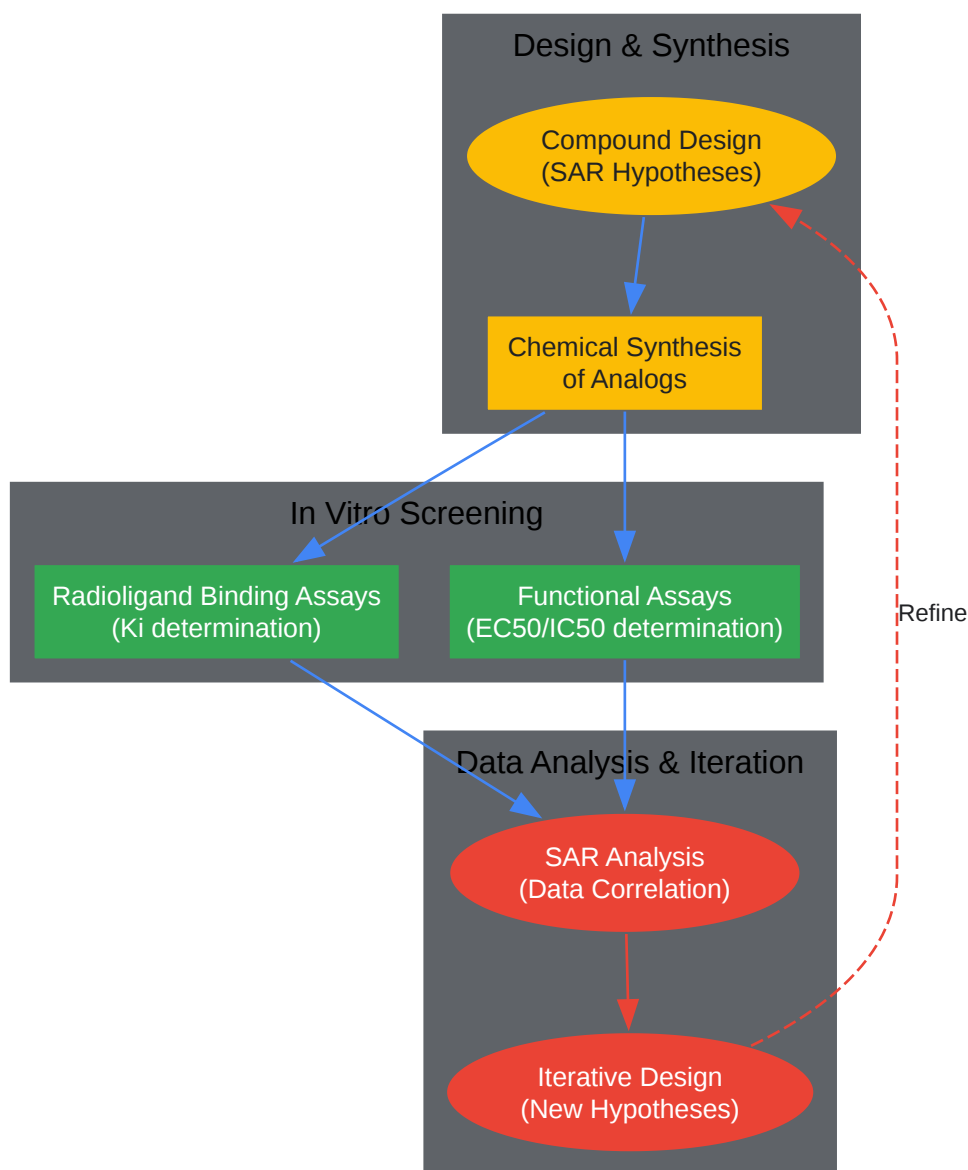 Design & Synthesis
Compound Design
(SAR Hypotheses)
Chemical Synthesis
of Analogs
In Vitro Screening
Radioligand Binding Assays
(Ki determination)
Functional Assays
(EC50/IC50 determination)
Refine
Data Analysis & Iteration
SAR Analysis
(Data Correlation)
Iterative Design
(New Hypotheses)